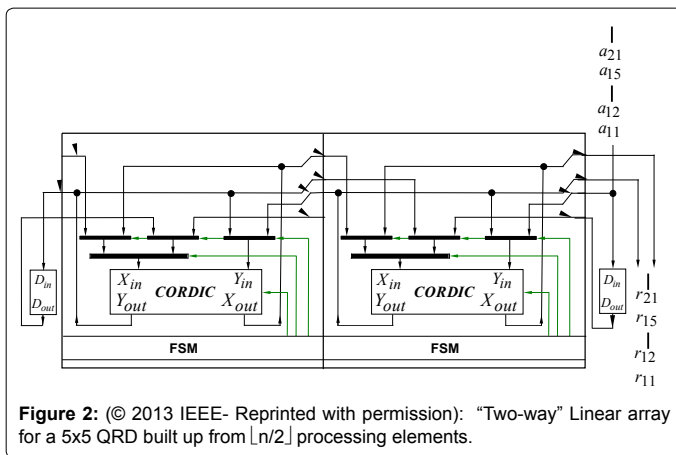 a21
a15
a12
a11
Din
Dout
Xin
Yout
CORDIC
Yin
Xout
Xin
Yout
CORDIC
Yin
Xout
Din
Dout
r21
r15
r12
r11
FSM
FSM
Figure 2: (© 2013 IEEE- Reprinted with permission): “Two-way” Linear array
for a 5x5 QRD built up from ⌊n/2⌋ processing elements.